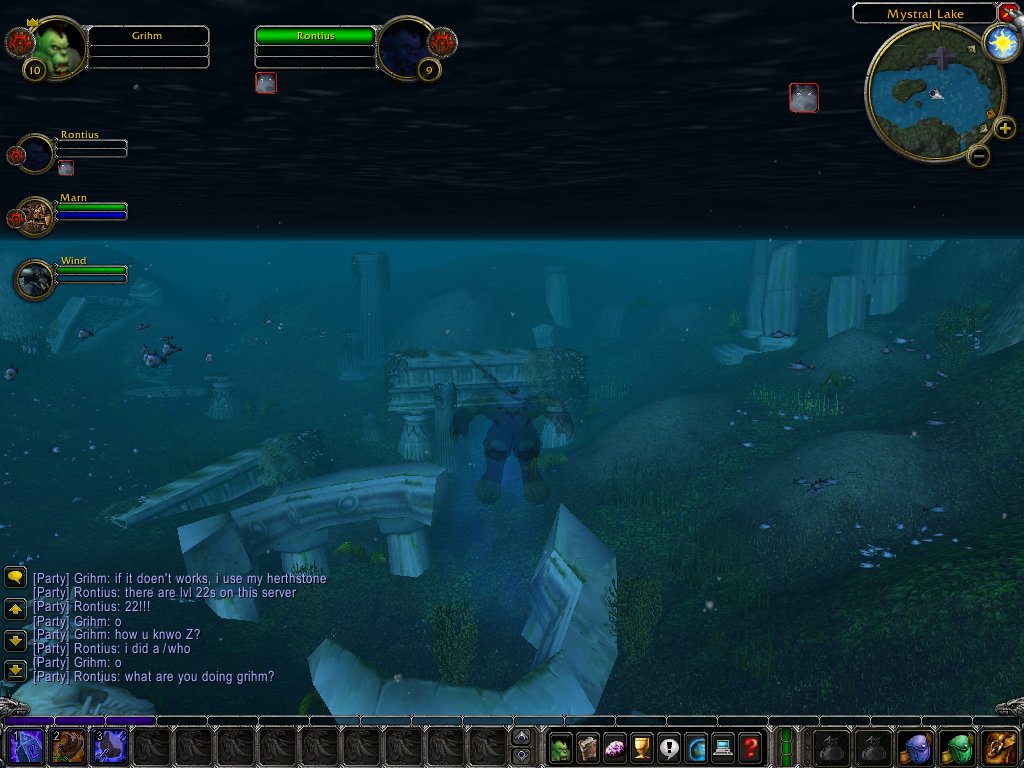 Grihm
10
Rontius
9
Mystral Lake
N
Rontius
Marn
Wind
[Party] Grihm: if it doen't works, i use my herthstone
[Party] Rontius: there are lvl 22s on this server
[Party] Rontius: 22!!!
[Party] Grihm: o
[Party] Grihm: how u knwo Z?
[Party] Rontius: i did a /who
[Party] Grihm: o
[Party] Rontius: what are you doing grihm?
1 2 3